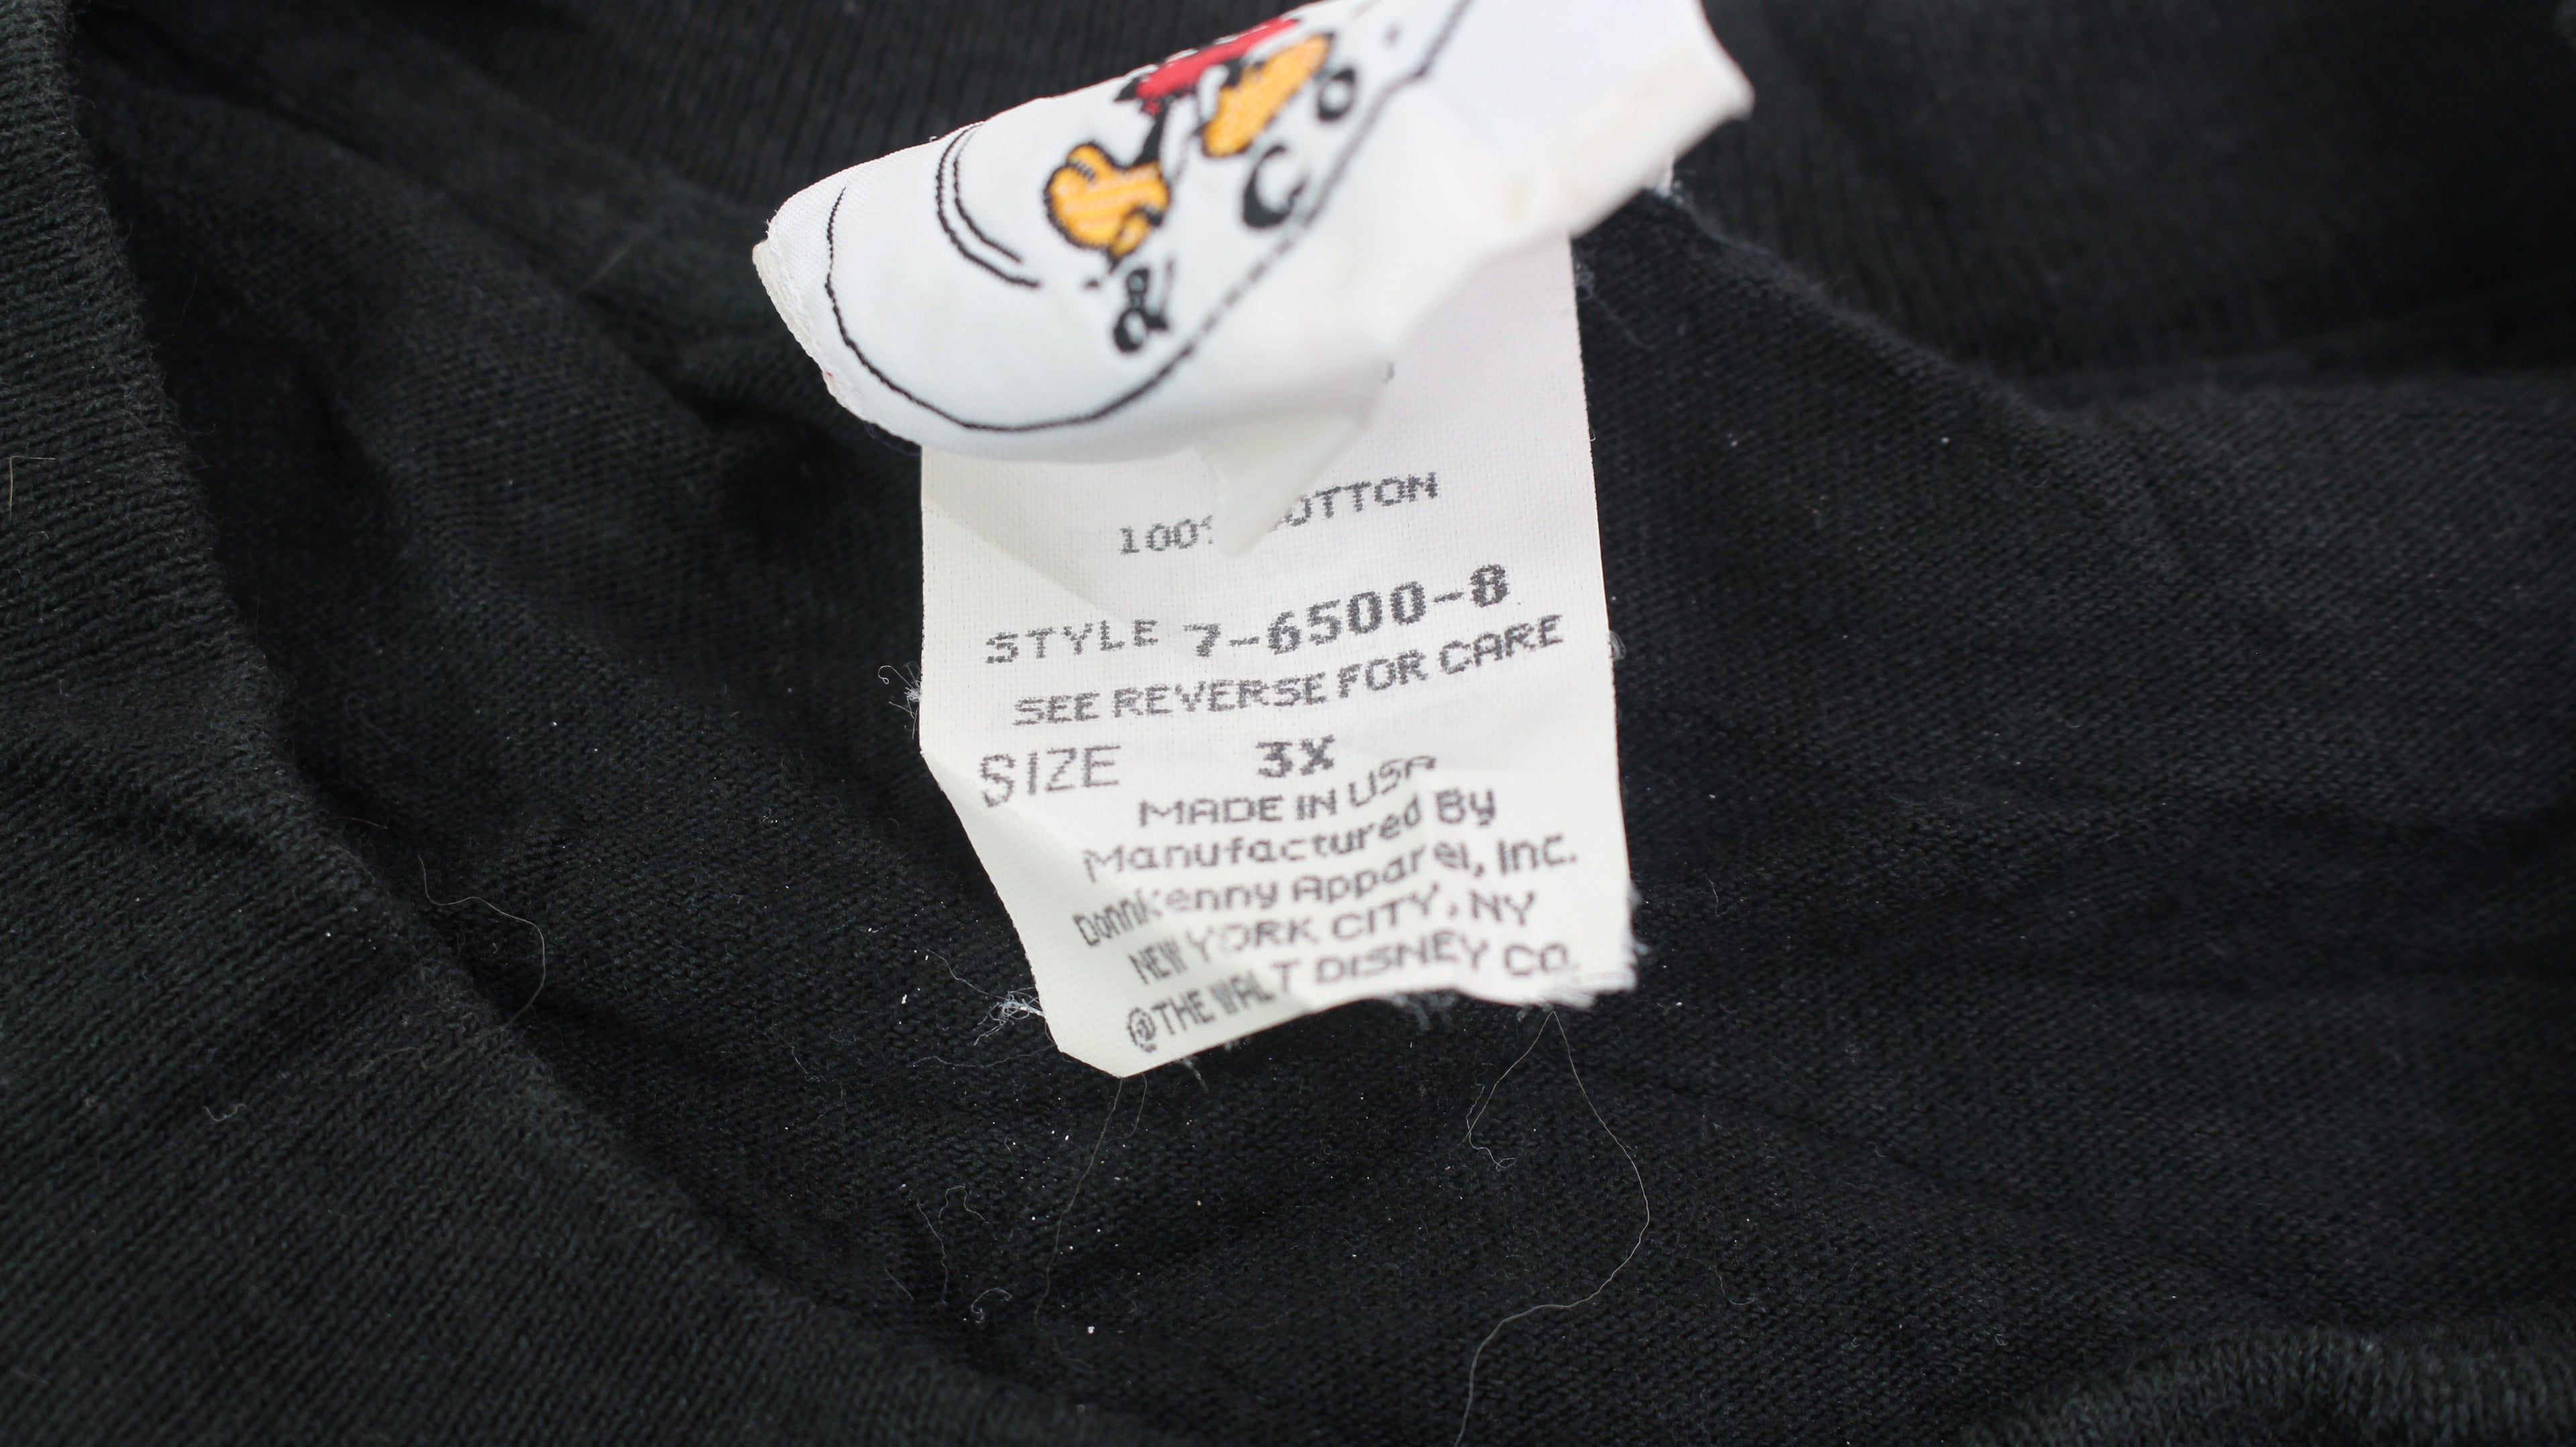 & Co
100% COTTON
STYLE 7-6500-8
SEE REVERSE FOR CARE
SIZE 3X
MADE IN USA
Manufactured By
Donnkenny Apparel, Inc.
NEW YORK CITY, NY
@THE WALT DISNEY CO.